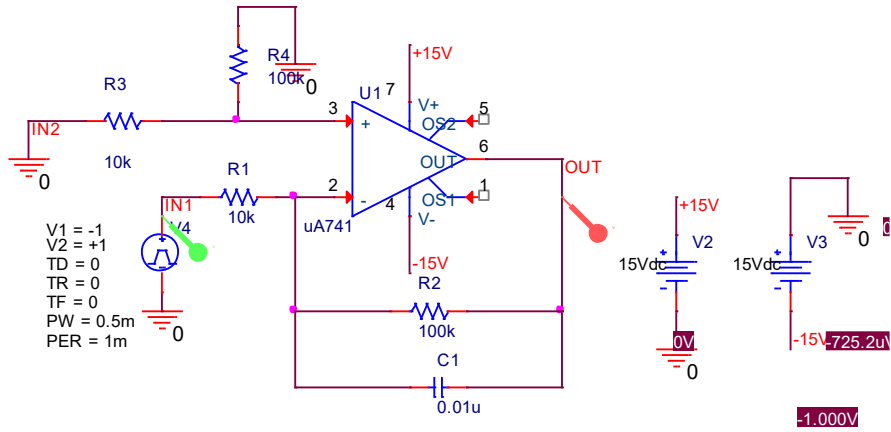 R4
100k
0
+15V
R3
U1
7
IN2
10k
0
3
+
V+
OS2
5
6
OUT
OUT
R1
10k
2
-
4
V-
OS1
1
uA741
IN1
V4
V1 = -1
V2 = +1
TD = 0
TR = 0
TF = 0
PW = 0.5m
PER = 1m
0
-15V
R2
100k
C1
0.01u
+15V
V2
+
-
15Vdc
0V
0
V3
+
-
15Vdc
0
-15V
-725.2uV
-1.000V